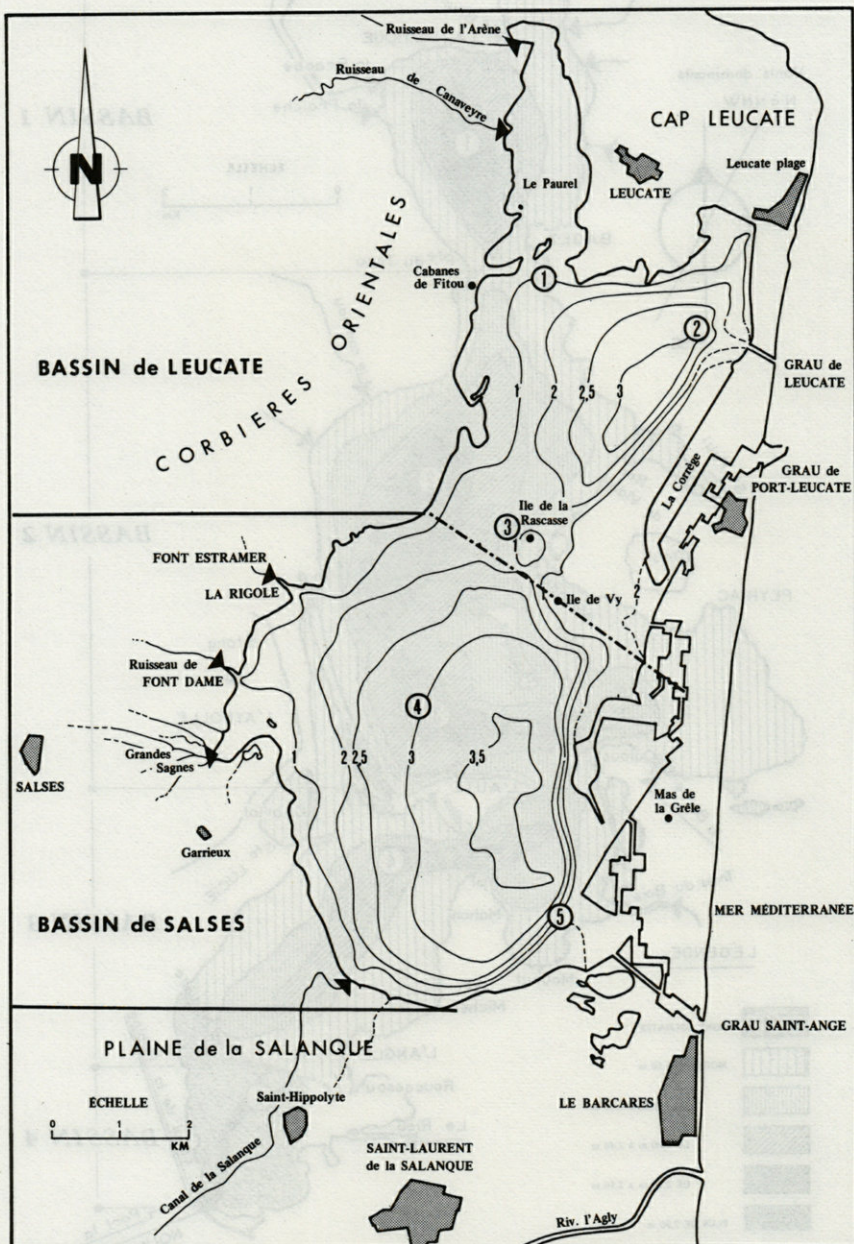 Ruisseau de l'Arène
Ruisseau
de
Canaveyre
CAP LEUCATE
Leucate plage
LEUCATE
N
Le Paurel
Cabanes
de Fitou
1
CORBIERES ORIENTALES
BASSIN de LEUCATE
2
GRAU de
LEUCATE
1
2
2,5
3
La Corrège
GRAU de
PORT-LEUCATE
Ile de la
Rascasse
3
FONT ESTRAMER
LA RIGOLE
Ile de Vy
2
Ruisseau de
FONT DAME
4
Grandes
Sagnes
SALSES
1
2
2,5
3
3,5
Mas de
la Grêle
Garrieux
BASSIN de SALSES
5
MER MÉDITERRANÉE
GRAU SAINT-ANGE
PLAINE de la SALANQUE
ÉCHELLE
0 1 2
KM
Saint-Hippolyte
LE BARCARES
Canal de la Salanque
SAINT-LAURENT
de la SALANQUE
Riv. l'Agly